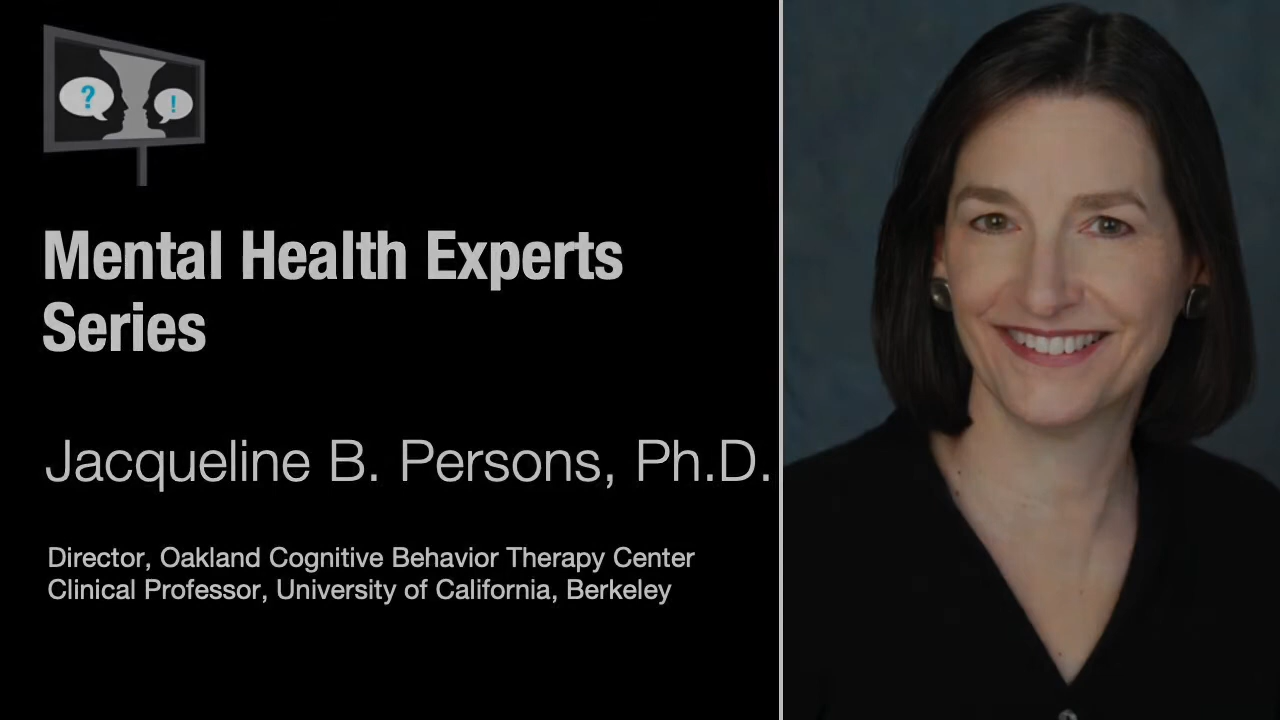 ? !
Mental Health Experts
Series
Jacqueline B. Persons, Ph.D.
Director, Oakland Cognitive Behavior Therapy Center
Clinical Professor, University of California, Berkeley